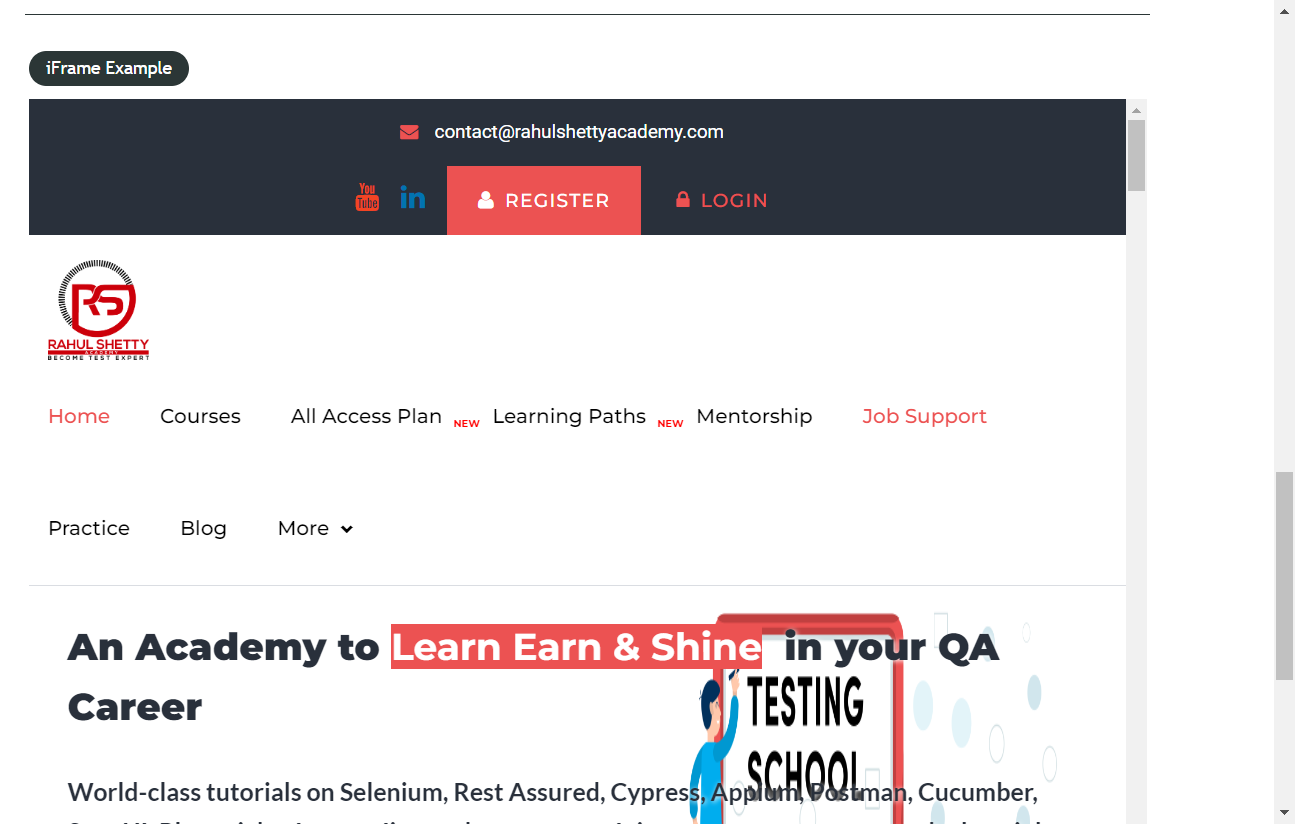 iFrame Example
contact@rahulshettyacademy.com
You
Tube
in
REGISTER
LOGIN
RS
RAHUL SHETTY
ACADEMY
BECOME TEST EXPERT
Home Courses All Access Plan NEW Learning Paths NEW Mentorship Job Support
Practice Blog More
An Academy to Learn Earn & Shine in your QA
Career
TESTING
SCHOOL
World-class tutorials on Selenium, Rest Assured, Cypress, Appium, Postman, Cucumber,